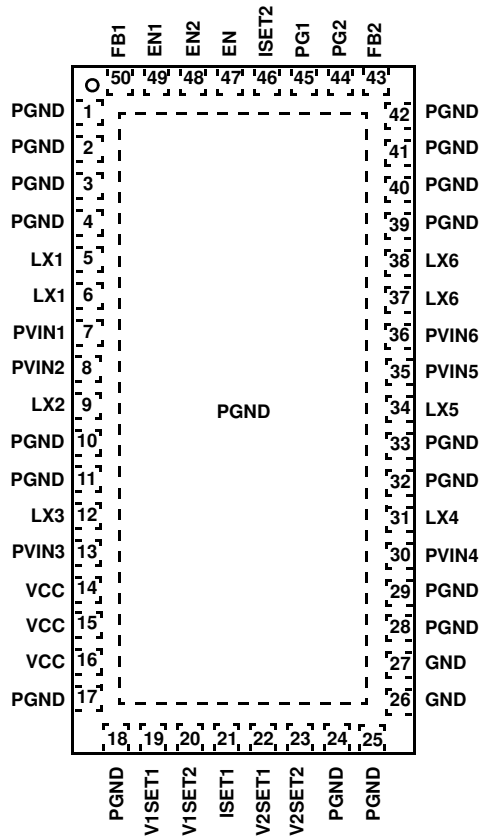 FB1 EN1 EN2 EN ISET2 PG1 PG2 FB2
50 49 48 47 46 45 44 43
PGND 1 42 PGND
PGND 2 41 PGND
PGND 3 40 PGND
PGND 4 39 PGND
LX1 5 38 LX6
LX1 6 37 LX6
PVIN1 7 36 PVIN6
PVIN2 8 35 PVIN5
LX2 9 PGND 34 LX5
PGND 10 33 PGND
PGND 11 32 PGND
LX3 12 31 LX4
PVIN3 13 30 PVIN4
VCC 14 29 PGND
VCC 15 28 PGND
VCC 16 27 GND
PGND 17 26 GND
18 19 20 21 22 23 24 25
PGND V1SET1 V1SET2 ISET1 V2SET1 V2SET2 PGND PGND